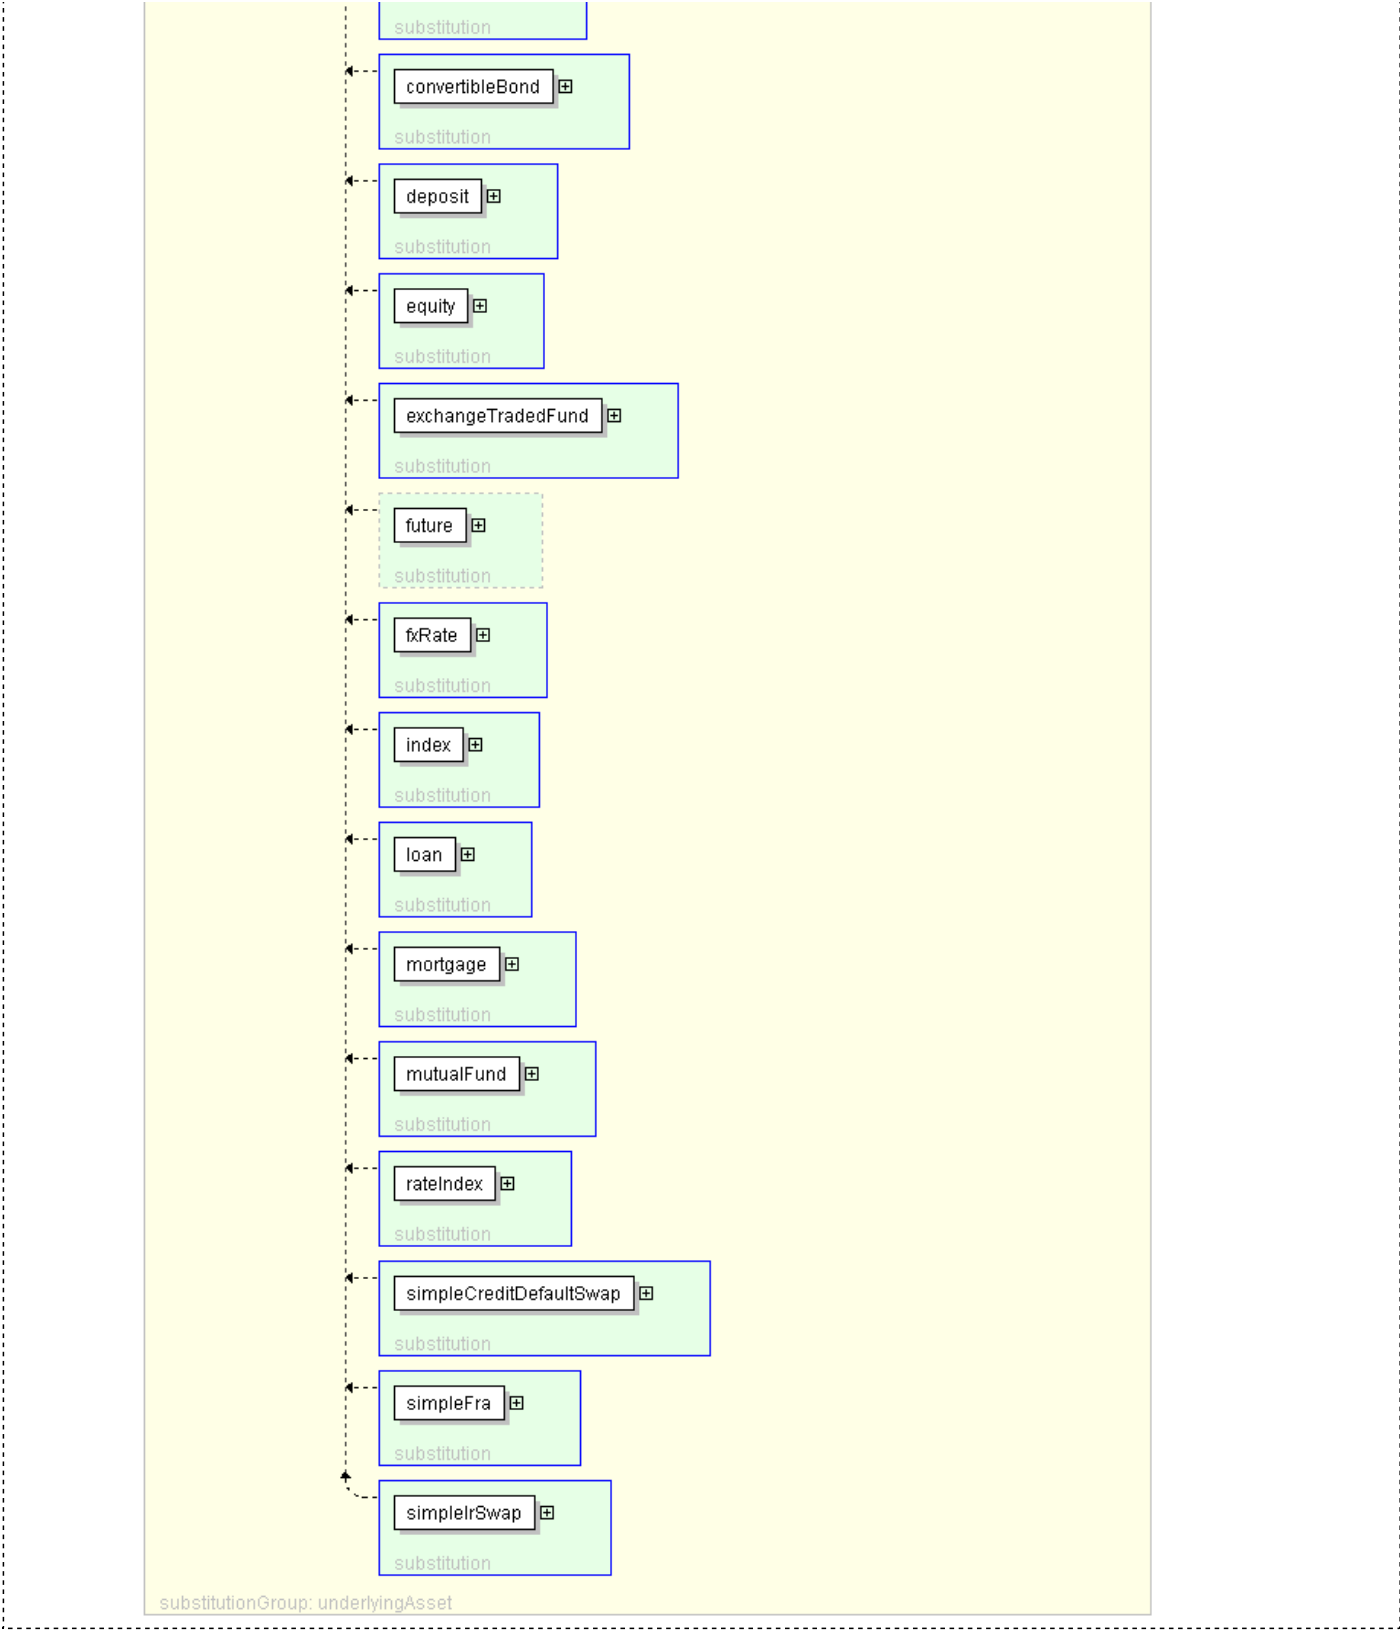 substitution
convertibleBond
substitution
deposit
substitution
equity
substitution
exchangeTradedFund
substitution
future
substitution
fxRate
substitution
index
substitution
loan
substitution
mortgage
substitution
mutualFund
substitution
rateIndex
substitution
simpleCreditDefaultSwap
substitution
simpleFra
substitution
simpleIrSwap
substitution
substitutionGroup: underlyingAsset